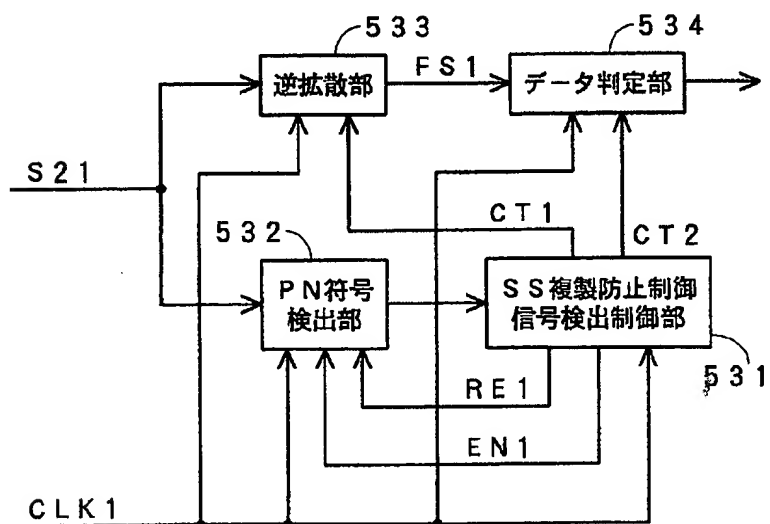 533
534
FS1
逆拡散部
データ判定部
S21
CT1
CT2
532
PN符号
検出部
SS複製防止制御
信号検出制御部
531
RE1
EN1
CLK1